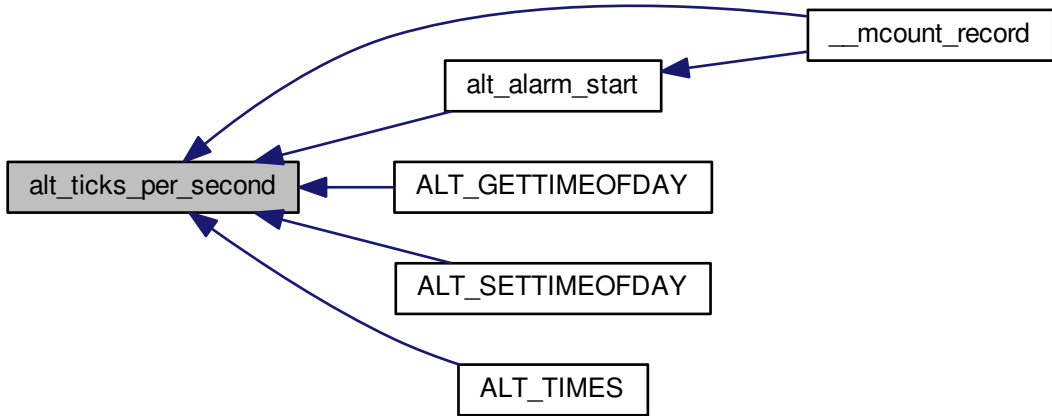 __mcount_record
alt_alarm_start
alt_ticks_per_second
ALT_GETTIMEOFDAY
ALT_SETTIMEOFDAY
ALT_TIMES